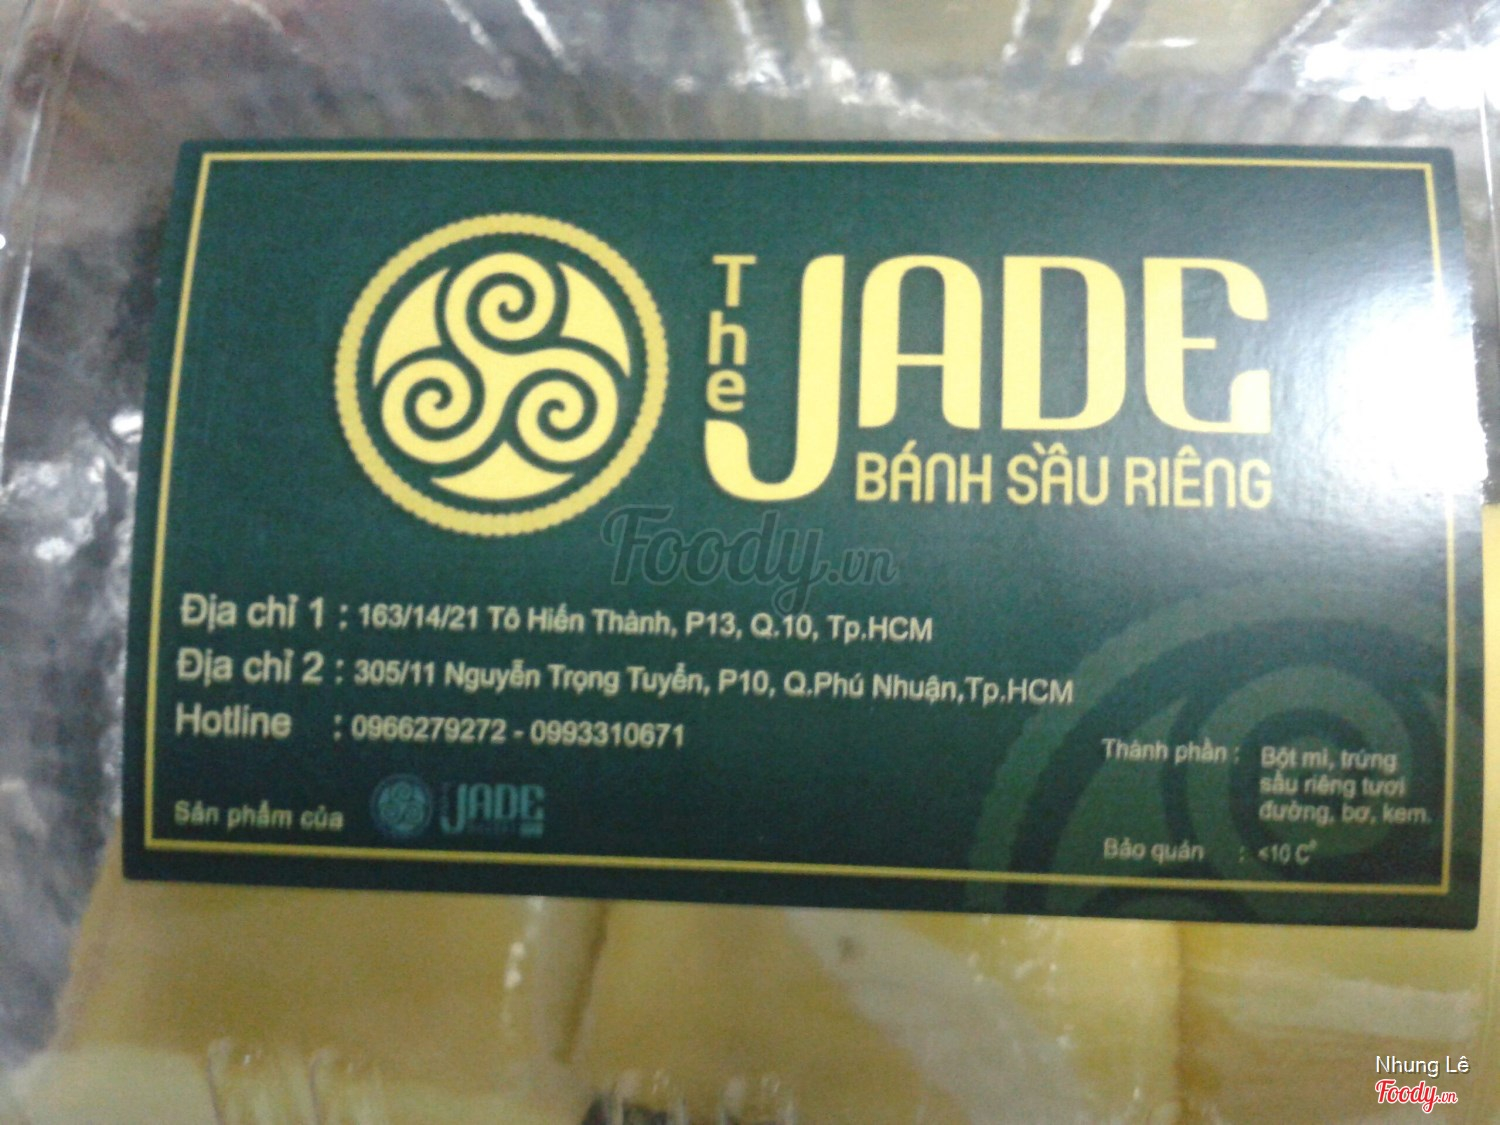 The JADE
BÁNH SẦU RIÊNG
Foody.vn
Địa chỉ 1 : 163/14/21 Tô Hiến Thành, P13, Q.10, Tp.HCM
Địa chỉ 2 : 305/11 Nguyễn Trọng Tuyển, P10, Q.Phú Nhuận,Tp.HCM
Hotline : 0966279272 - 0993310671
Sản phẩm của JADE
Thành phần : Bột mì, trứng
sầu riêng tươi
đường, bơ, kem.
Bảo quản : <10 C°
Nhung Lê
Foody.vn